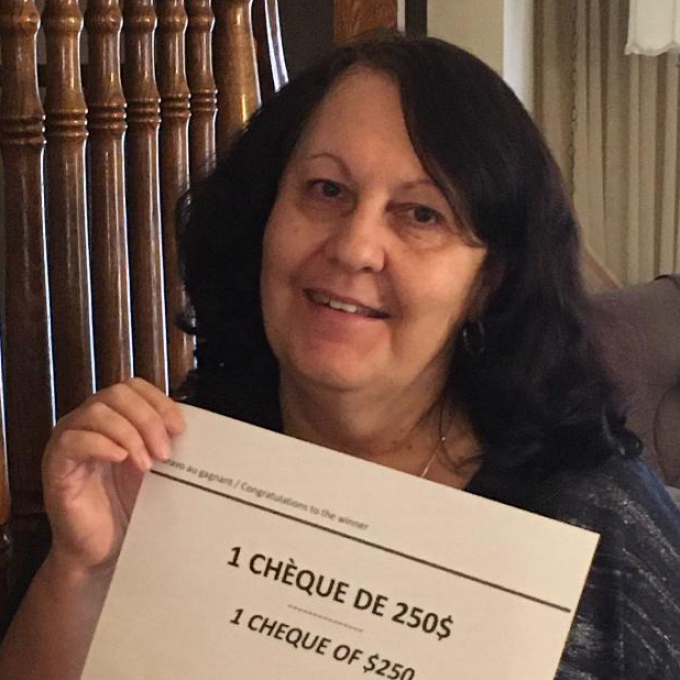 Bravo au gagnant / Congratulations to the winner
1 CHÈQUE DE 250$
-------------
1 CHEQUE OF $250